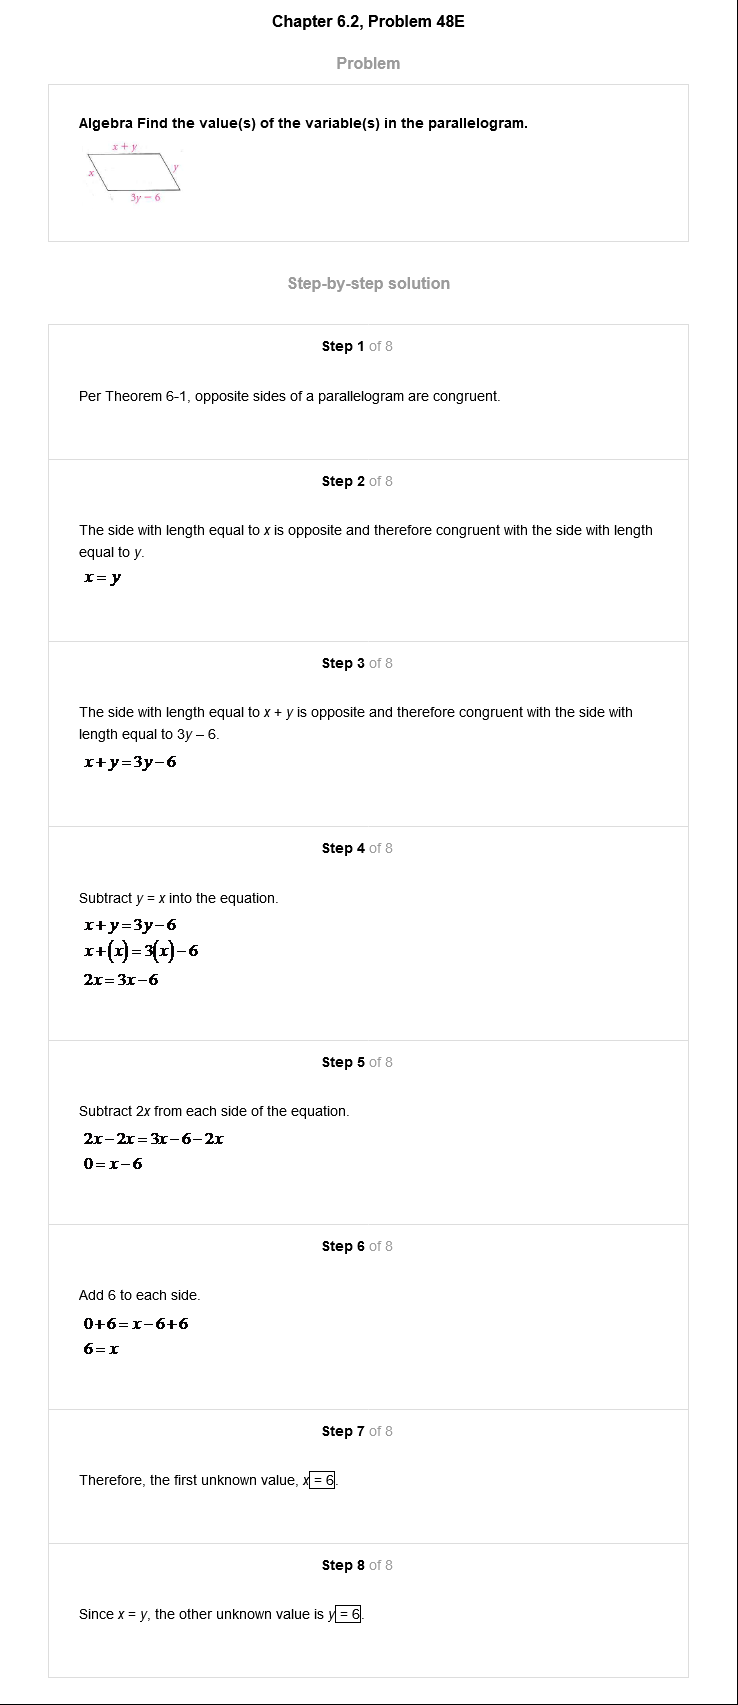 Chapter 6.2, Problem 48E
Problem
Algebra Find the value(s) of the variable(s) in the parallelogram.
x + y
x
y
3y − 6
Step-by-step solution
Step 1 of 8
Per Theorem 6-1, opposite sides of a parallelogram are congruent.
Step 2 of 8
The side with length equal to x is opposite and therefore congruent with the side with length
equal to y.
x = y
Step 3 of 8
The side with length equal to x + y is opposite and therefore congruent with the side with
length equal to 3y – 6.
x+y=3y−6
Step 4 of 8
Subtract y = x into the equation.
x+y=3y−6
x+(x)=3(x)−6
2x=3x−6
Step 5 of 8
Subtract 2x from each side of the equation.
2x−2x=3x−6−2x
0=x−6
Step 6 of 8
Add 6 to each side.
0+6=x−6+6
6=x
Step 7 of 8
Therefore, the first unknown value, x = 6.
Step 8 of 8
Since x = y, the other unknown value is y = 6.